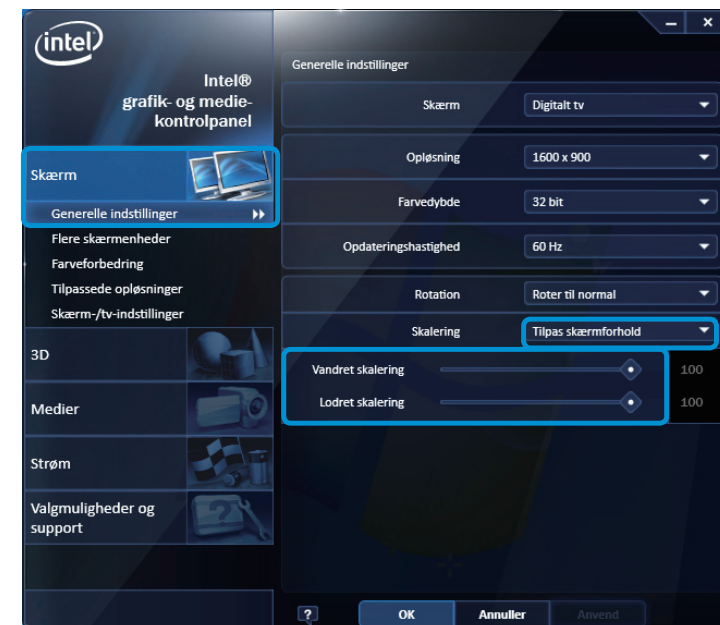 intel
Intel®
grafik- og medie-
kontrolpanel
Skærm
Generelle indstillinger
Flere skærmenheder
Farveforbedring
Tilpassede opløsninger
Skærm-/tv-indstillinger
3D
Medier
Strøm
Valgmuligheder og
support
Generelle indstillinger
Skærm Digitalt tv
Opløsning 1600 x 900
Farvedybde 32 bit
Opdateringshastighed 60 Hz
Rotation Roter til normal
Skalering Tilpas skærmforhold
Vandret skalering 100
Lodret skalering 100
? OK Annuller Anvend